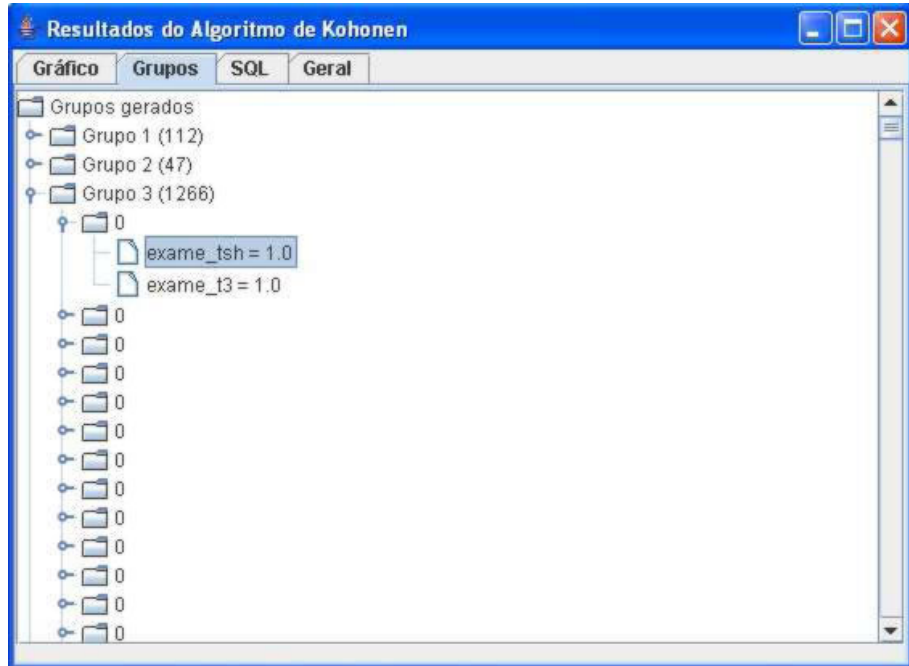 Resultados do Algoritmo de Kohonen
Gráfico Grupos SQL Geral
Grupos gerados
Grupo 1 (112)
Grupo 2 (47)
Grupo 3 (1266)
0
exame_tsh = 1.0
exame_t3 = 1.0
0
0
0
0
0
0
0
0
0
0
0
0